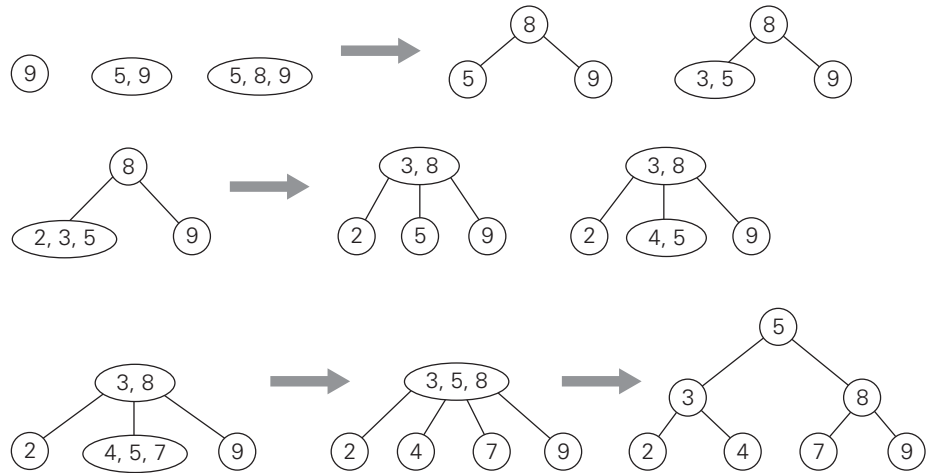 8 8
9 5, 9 5, 8, 9 5 9 3, 5 9
8 3, 8 3, 8
2, 3, 5 9 2 5 9 2 4, 5 9
5
3, 8 3, 5, 8 3 8
2 4, 5, 7 9 2 4 7 9 2 4 7 9